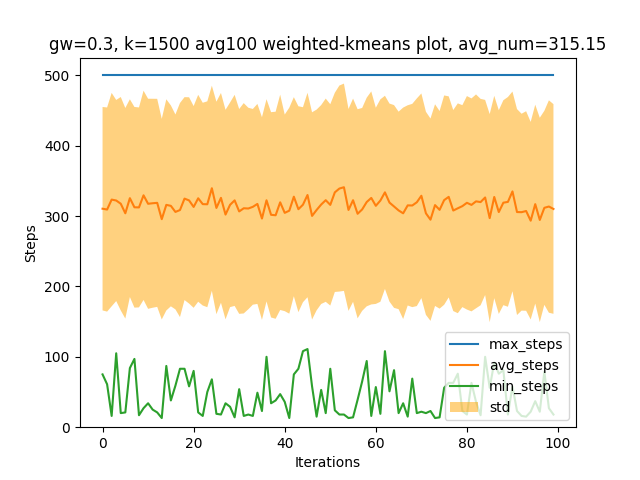 gw=0.3, k=1500 avg100 weighted-kmeans plot, avg_num=315.15
500
400
300
200
100
0
Steps
max_steps
avg_steps
min_steps
std
0 20 40 60 80 100
Iterations